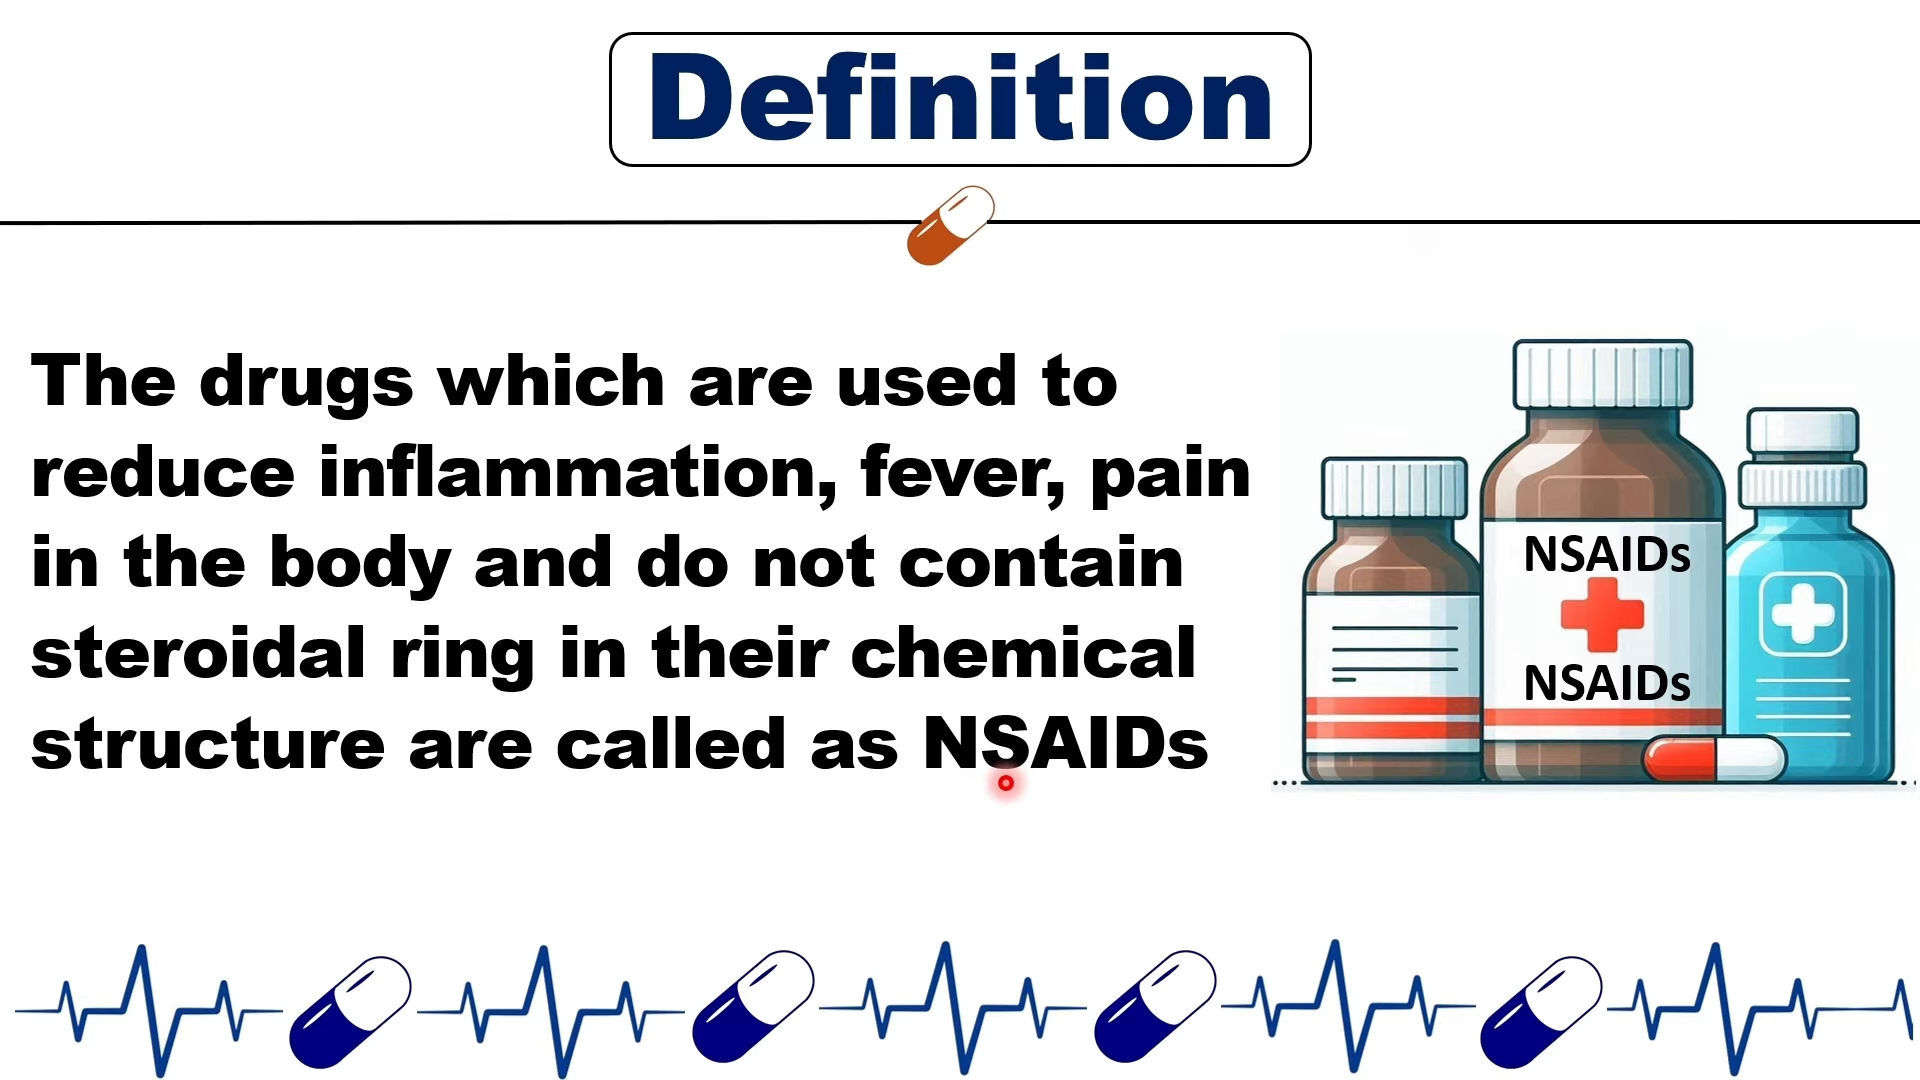 Definition
The drugs which are used to
reduce inflammation, fever, pain
in the body and do not contain
steroidal ring in their chemical
structure are called as NSAIDs
NSAIDs
NSAIDs